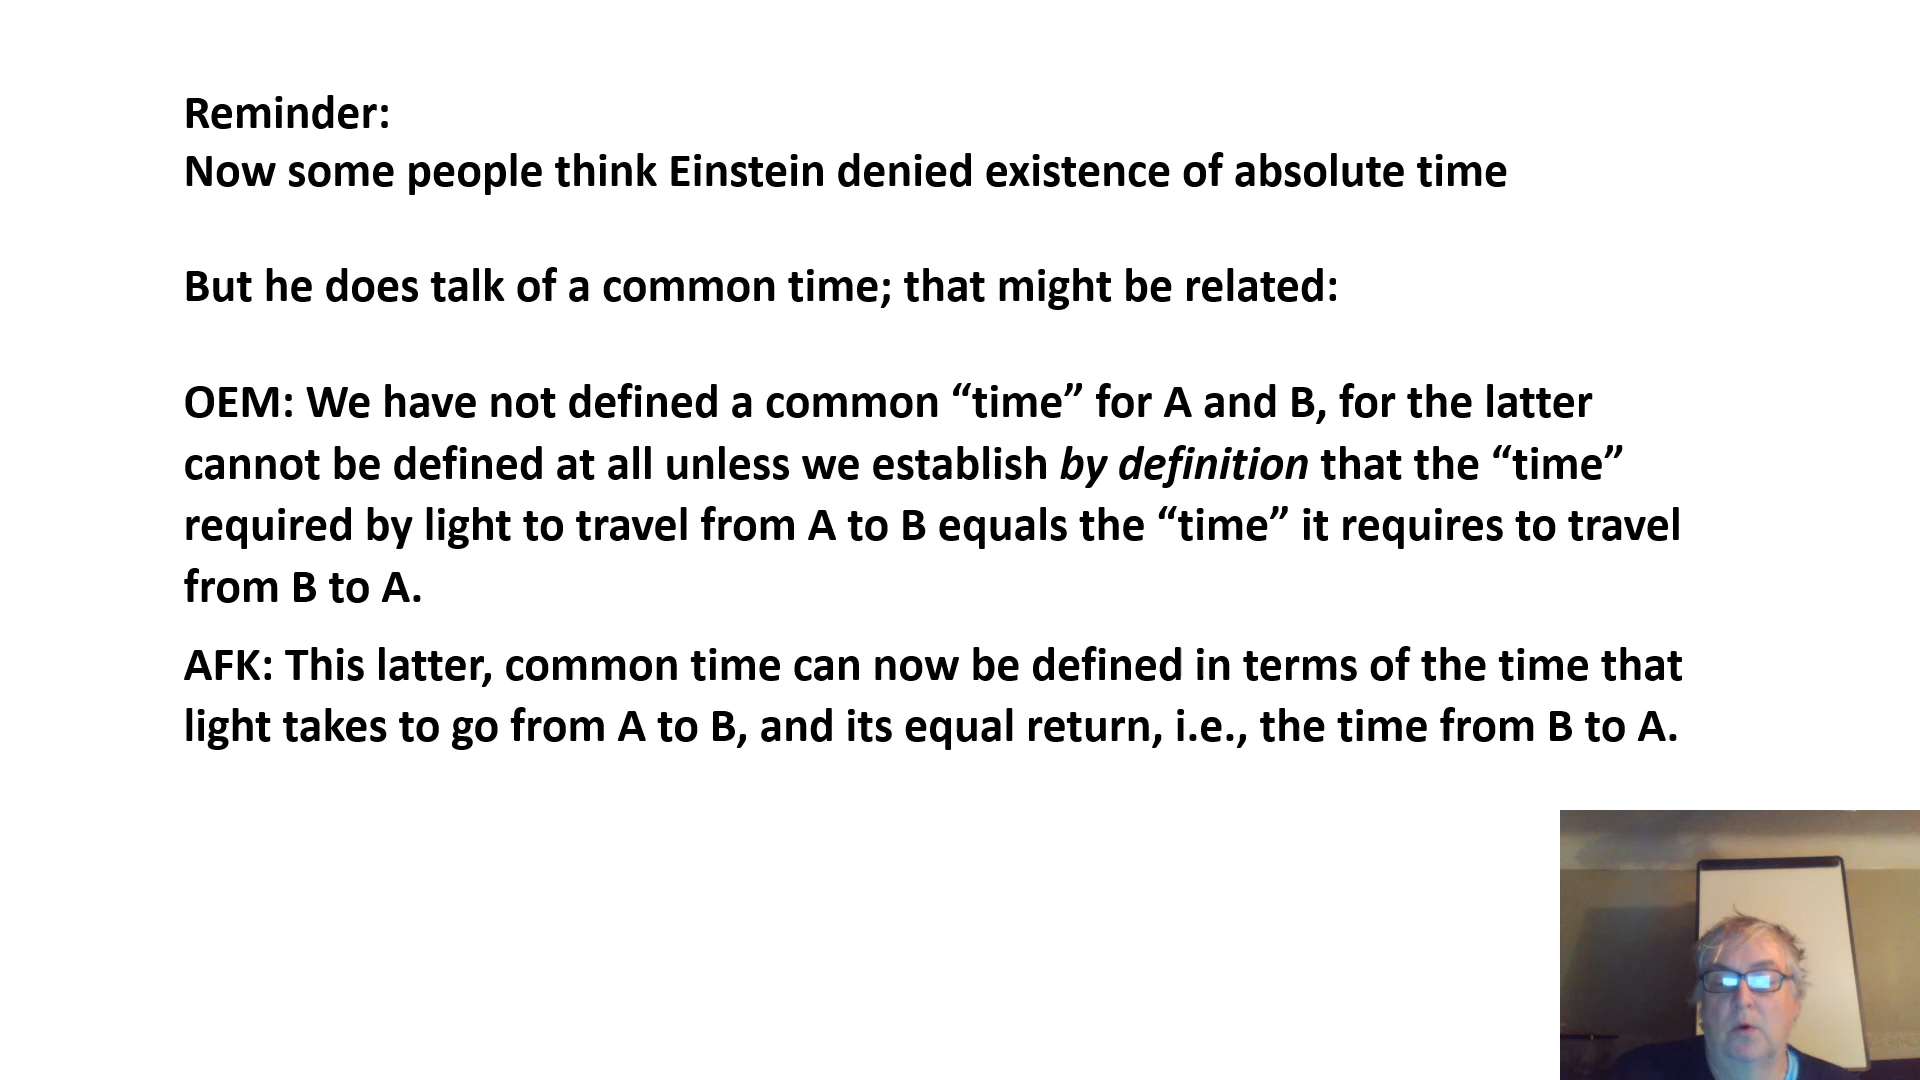 Reminder:
Now some people think Einstein denied existence of absolute time
But he does talk of a common time; that might be related:
OEM: We have not defined a common “time” for A and B, for the latter
cannot be defined at all unless we establish by definition that the “time”
required by light to travel from A to B equals the “time” it requires to travel
from B to A.
AFK: This latter, common time can now be defined in terms of the time that
light takes to go from A to B, and its equal return, i.e., the time from B to A.